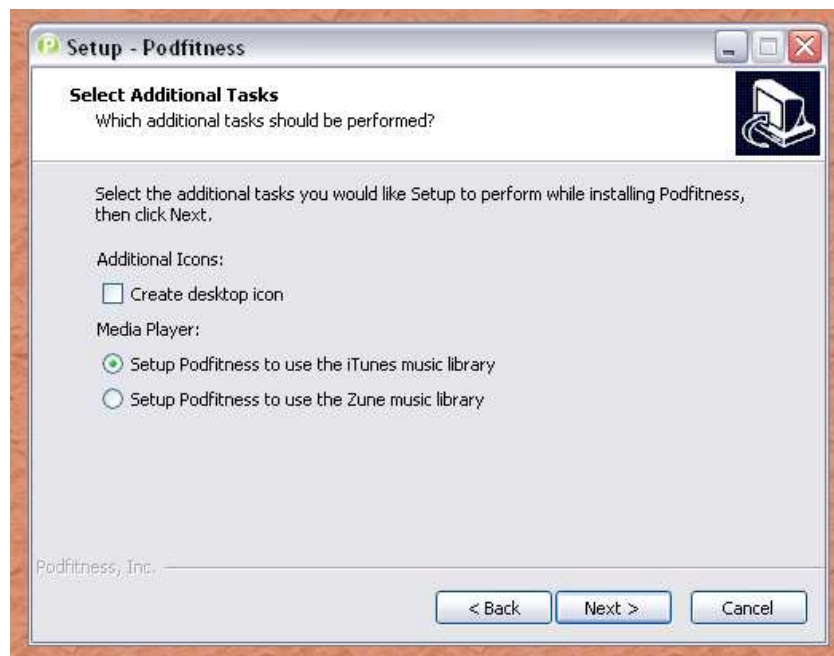 Setup - Podfitness
Select Additional Tasks
Which additional tasks should be performed?
Select the additional tasks you would like Setup to perform while installing Podfitness,
then click Next.
Additional Icons:
Create desktop icon
Media Player:
Setup Podfitness to use the iTunes music library
Setup Podfitness to use the Zune music library
Podfitness, Inc.
< Back Next > Cancel